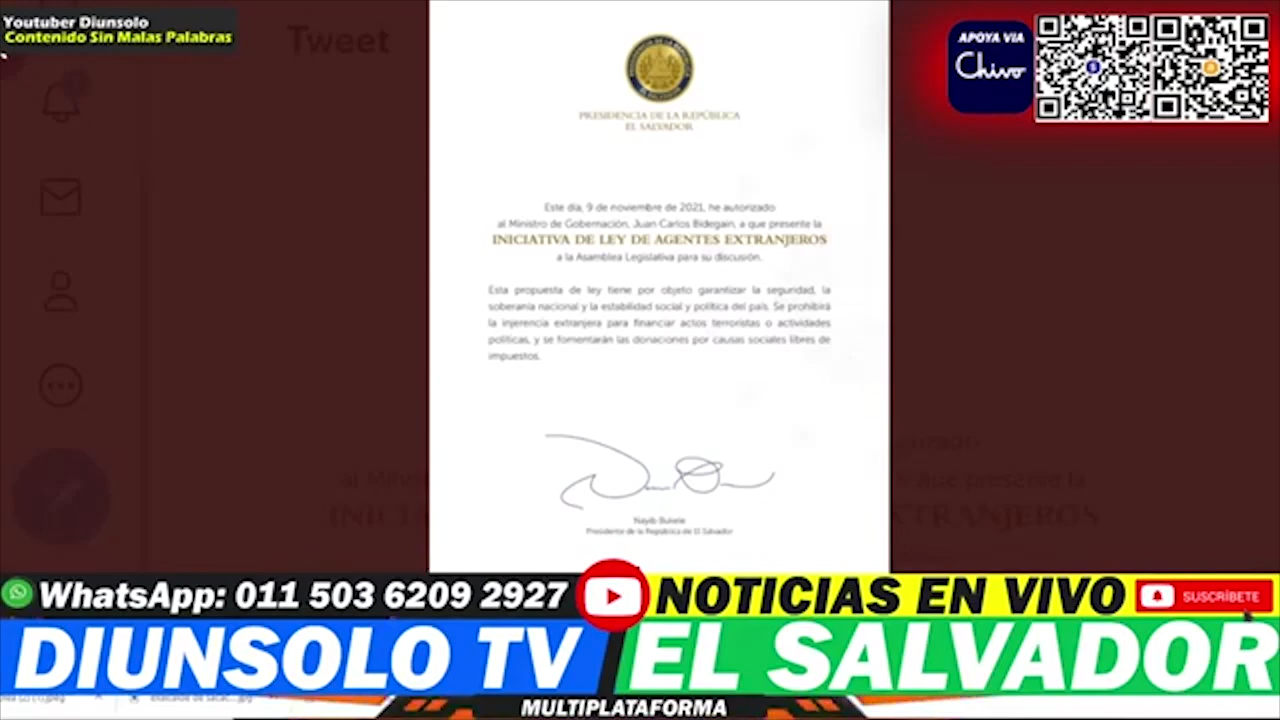 Youtuber Diunsolo
Contenido Sin Malas Palabras
Tweet
APOYA VIA
Chivo
PRESIDENCIA DE LA REPÚBLICA
EL SALVADOR
Este día, 9 de noviembre de 2021, he autorizado
al Ministro de Gobernación, Juan Carlos Bidegain, a que presente la
INICIATIVA DE LEY DE AGENTES EXTRANJEROS
a la Asamblea Legislativa para su discusión.
Esta propuesta de ley tiene por objeto garantizar la seguridad, la
soberanía nacional y la estabilidad social y política del país. Se prohibirá
la injerencia extranjera para financiar actos terroristas o actividades
políticas, y se fomentarán las donaciones por causas sociales libres de
impuestos.
Nayib Bukele
Presidente de la República de El Salvador
WhatsApp: 011 503 6209 2927
NOTICIAS EN VIVO
SUSCRÍBETE
DIUNSOLO TV
EL SALVADOR
MULTIPLATAFORMA